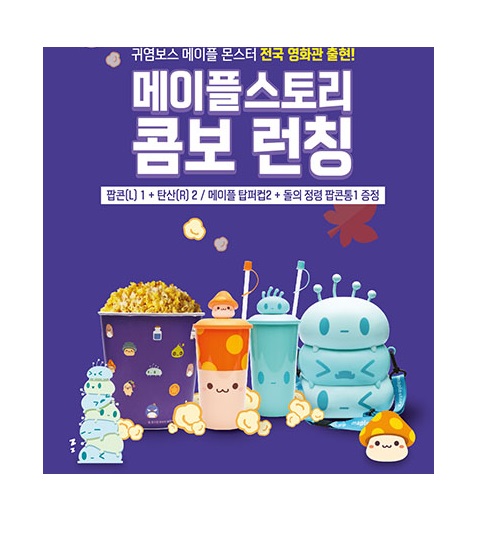 귀염보스 메이플 몬스터 전국 영화관 출현!
메이플스토리
콤보 런칭
팝콘(L) 1 + 탄산(R) 2 / 메이플 탑퍼컵2 + 돌의 정령 팝콘통1 증정
z
z
z